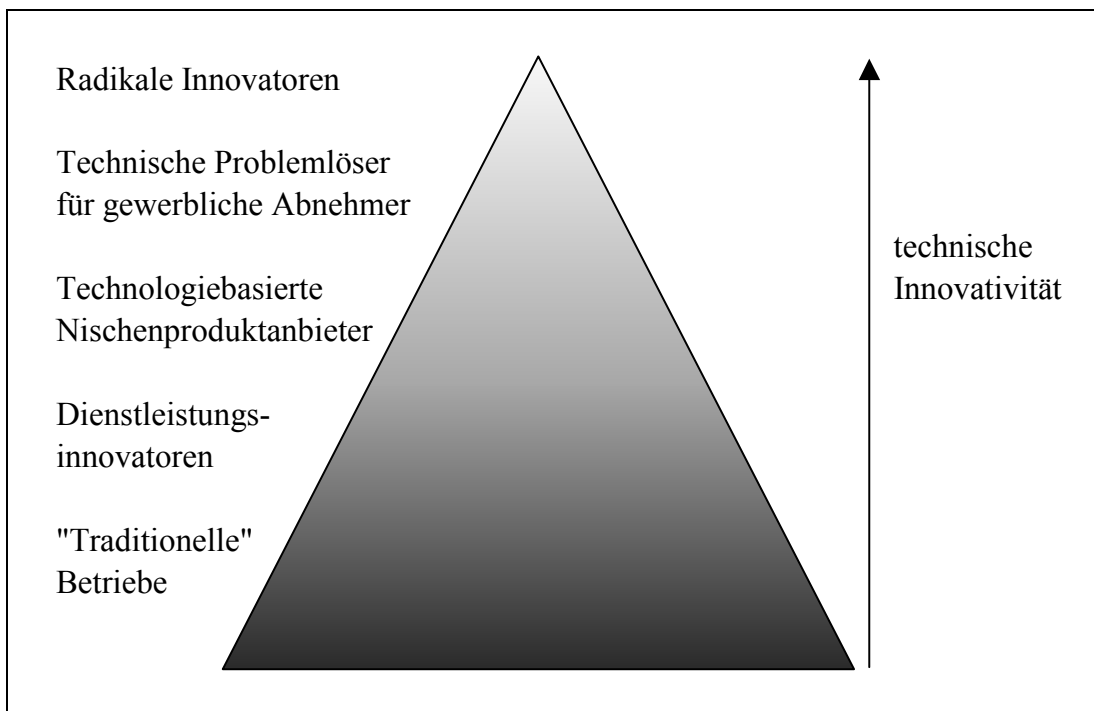 Radikale Innovatoren
Technische Problemlöser
für gewerbliche Abnehmer
Technologiebasierte
Nischenproduktanbieter
Dienstleistungs-
innovatoren
"Traditionelle"
Betriebe
technische
Innovativität